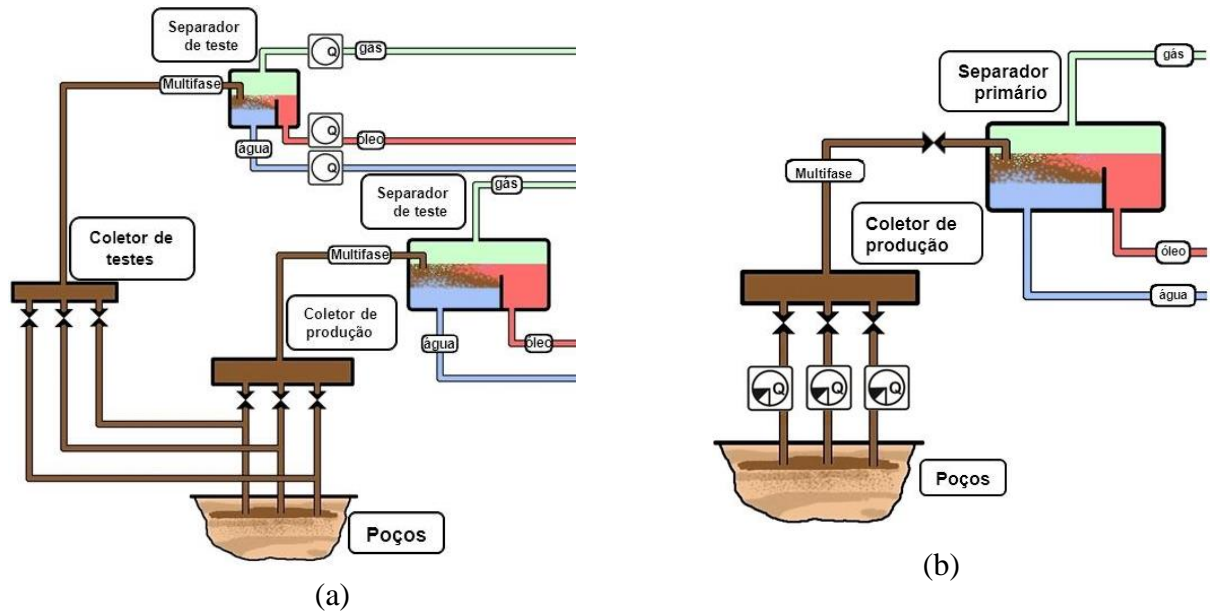 Separador
de teste
Q
gás
Multifase
Q
óleo
água
Q
Separador
de teste
gás
Coletor de
testes
Multifase
Coletor de
produção
água
óleo
Poços
(a)
gás
Separador
primário
Multifase
Coletor de
produção
óleo
água
Q
Q
Q
Poços
(b)